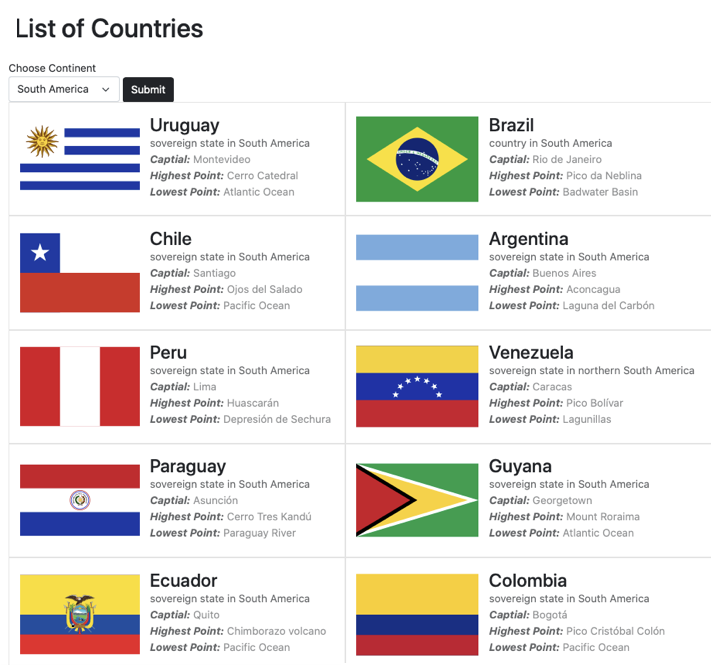 List of Countries
Choose Continent
South America
Submit
Uruguay
sovereign state in South America
Captial: Montevideo
Highest Point: Cerro Catedral
Lowest Point: Atlantic Ocean
Brazil
country in South America
Captial: Rio de Janeiro
Highest Point: Pico da Neblina
Lowest Point: Badwater Basin
Chile
sovereign state in South America
Captial: Santiago
Highest Point: Ojos del Salado
Lowest Point: Pacific Ocean
Argentina
sovereign state in South America
Captial: Buenos Aires
Highest Point: Aconcagua
Lowest Point: Laguna del Carbón
Peru
sovereign state in South America
Captial: Lima
Highest Point: Huascarán
Lowest Point: Depresión de Sechura
Venezuela
sovereign state in northern South America
Captial: Caracas
Highest Point: Pico Bolívar
Lowest Point: Lagunillas
Paraguay
sovereign state in South America
Captial: Asunción
Highest Point: Cerro Tres Kandú
Lowest Point: Paraguay River
Guyana
sovereign state in South America
Captial: Georgetown
Highest Point: Mount Roraima
Lowest Point: Atlantic Ocean
Ecuador
sovereign state in South America
Captial: Quito
Highest Point: Chimborazo volcano
Lowest Point: Pacific Ocean
Colombia
sovereign state in South America
Captial: Bogotá
Highest Point: Pico Cristóbal Colón
Lowest Point: Pacific Ocean